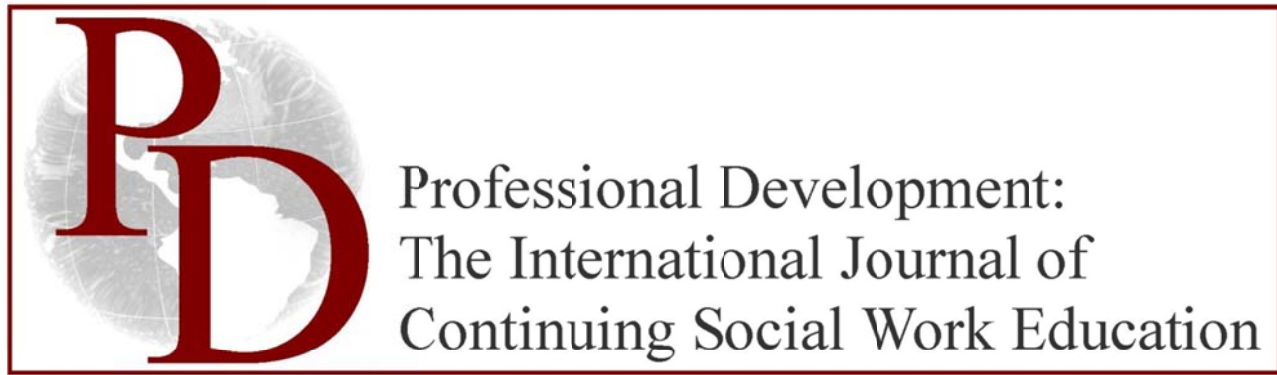 PD
Professional Development:
The International Journal of
Continuing Social Work Education